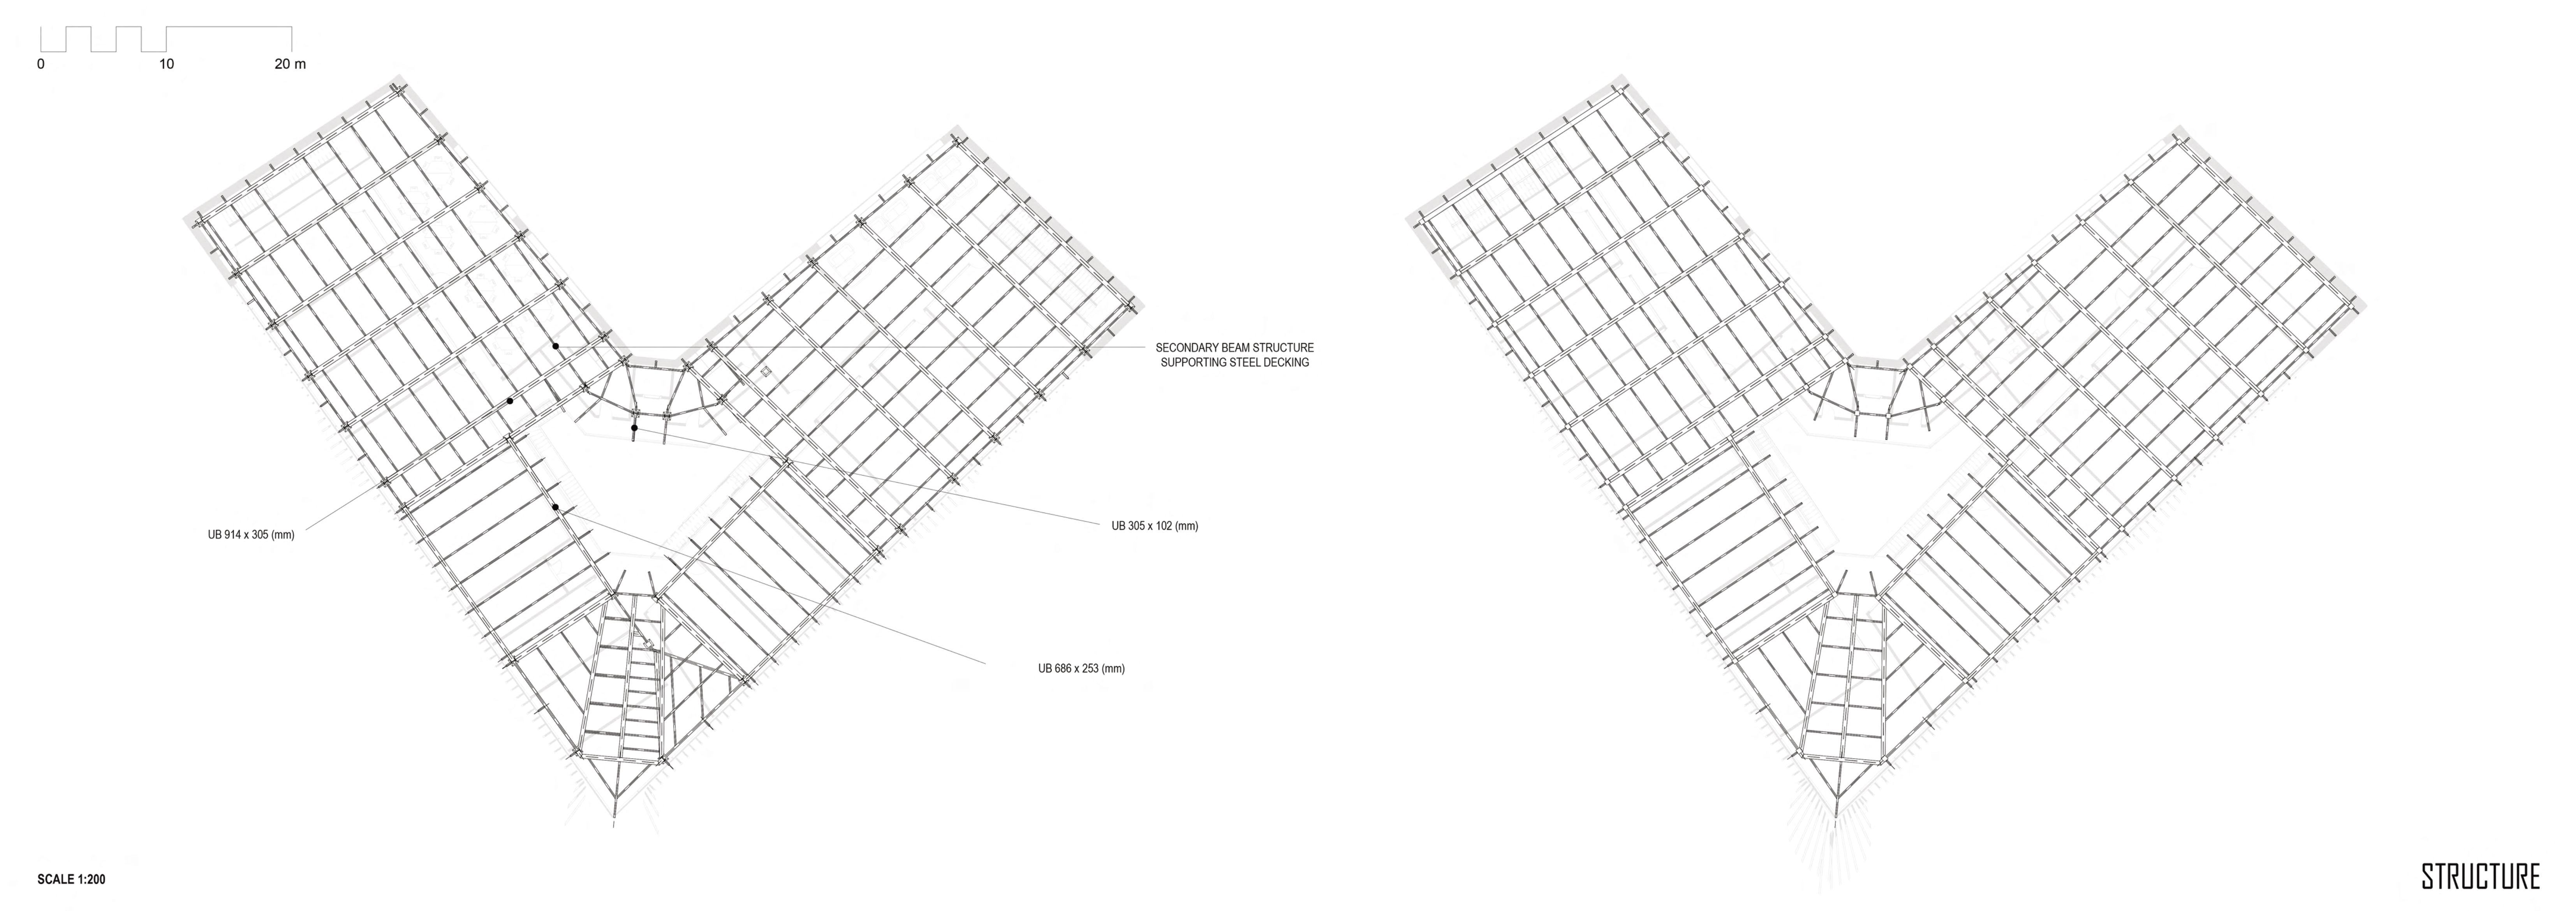 0 10 20 m
SECONDARY BEAM STRUCTURE
SUPPORTING STEEL DECKING
UB 305 x 102 (mm)
UB 914 x 305 (mm)
UB 686 x 253 (mm)
SCALE 1:200
STRUCTURE